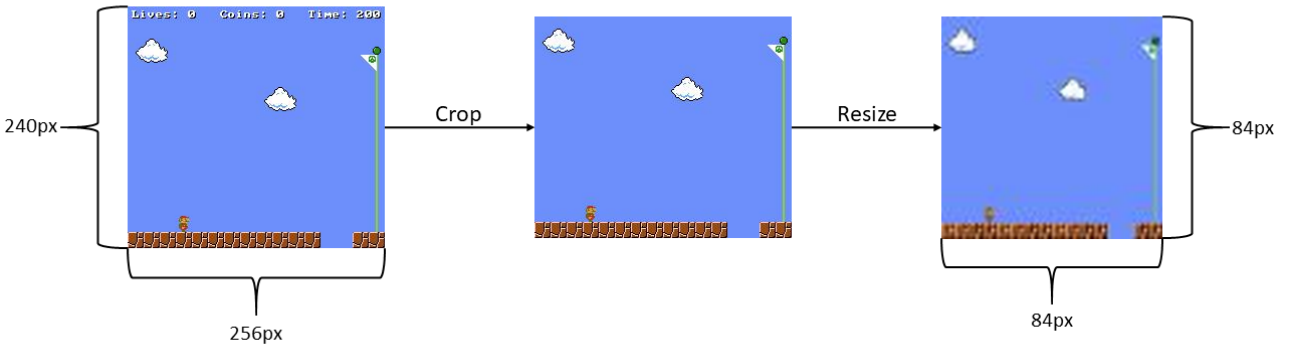 Lives: 0 Coins: 0 Time: 200
240px
Crop
Resize
84px
256px
84px